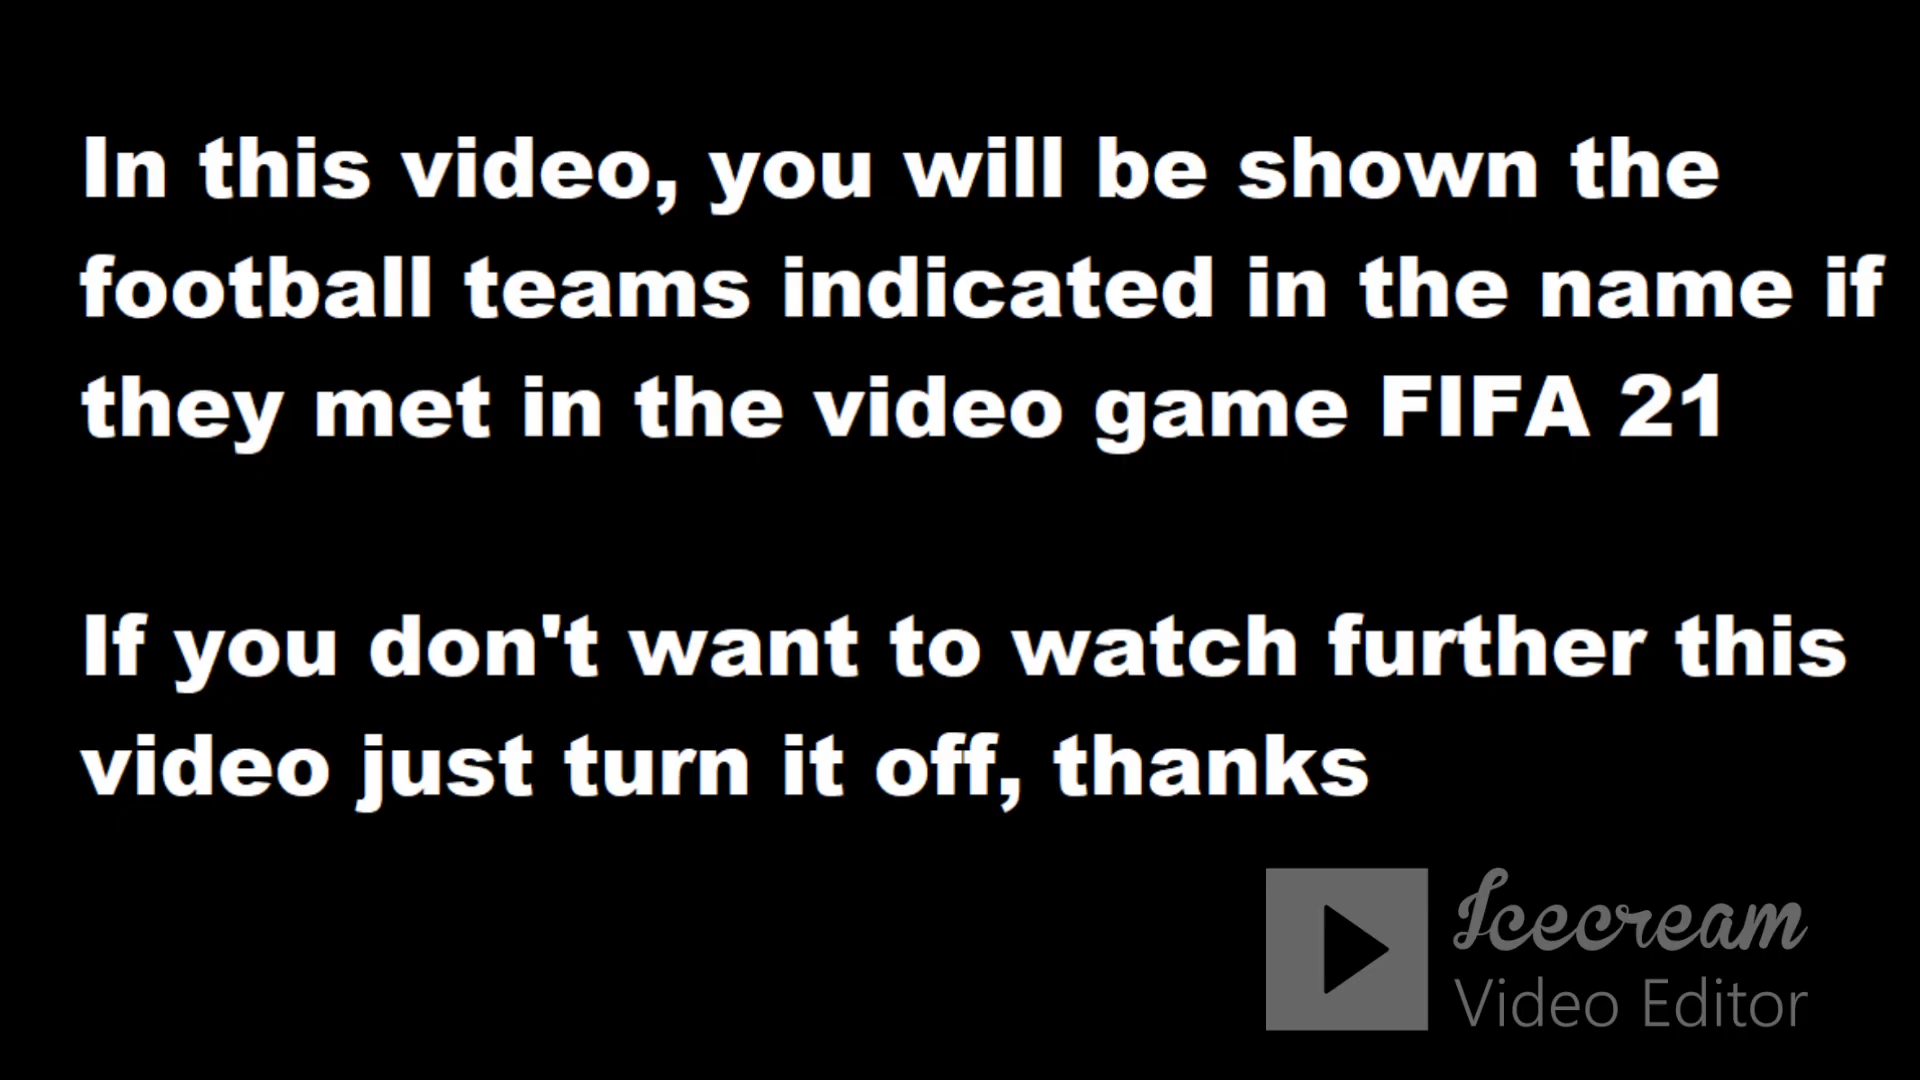 In this video, you will be shown the
football teams indicated in the name if
they met in the video game FIFA 21
If you don't want to watch further this
video just turn it off, thanks
Icecream
Video Editor